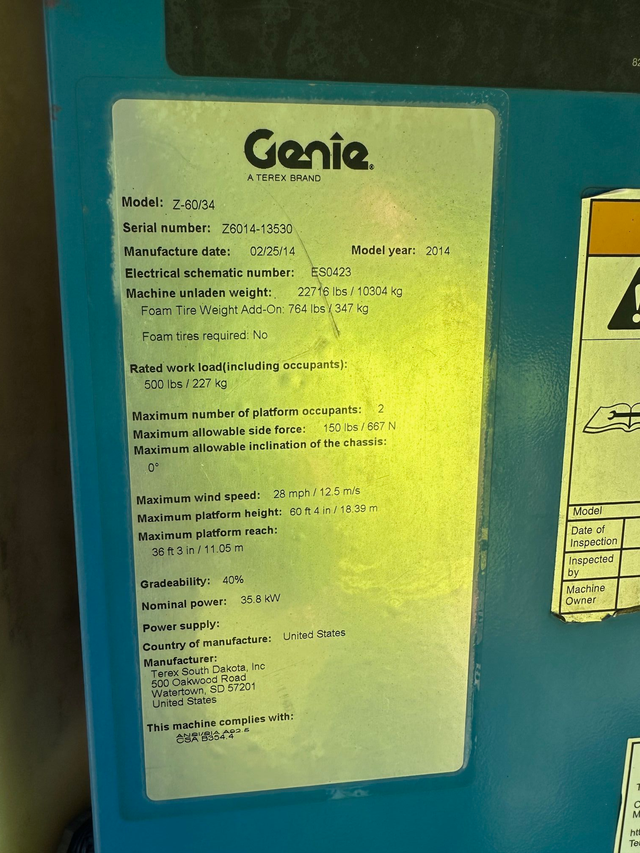 82
Genie®
A TEREX BRAND
Model: Z-60/34
Serial number: Z6014-13530
Manufacture date: 02/25/14 Model year: 2014
Electrical schematic number: ES0423
Machine unladen weight: 22716 lbs / 10304 kg
Foam Tire Weight Add-On: 764 lbs / 347 kg
Foam tires required: No
Rated work load(including occupants):
500 lbs / 227 kg
Maximum number of platform occupants: 2
Maximum allowable side force: 150 lbs / 667 N
Maximum allowable inclination of the chassis:
0°
Maximum wind speed: 28 mph / 12.5 m/s
Maximum platform height: 60 ft 4 in / 18.39 m
Maximum platform reach:
36 ft 3 in / 11.05 m
Gradeability: 40%
Nominal power: 35.8 kW
Power supply:
Country of manufacture: United States
Manufacturer:
Terex South Dakota, Inc
500 Oakwood Road
Watertown, SD 57201
United States
This machine complies with:
CSA B354.4
Model
Date of
Inspection
Inspected
by
Machine
Owner